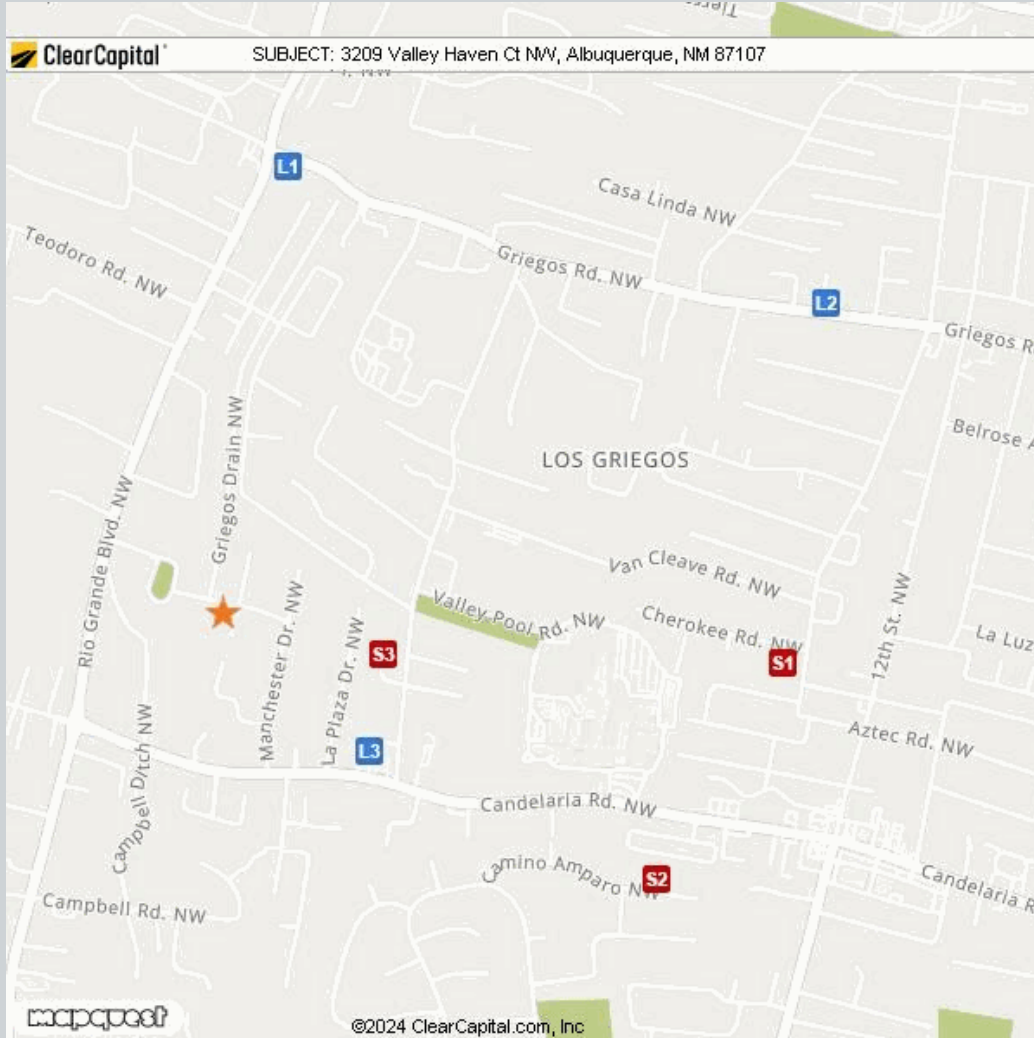 ClearCapital
SUBJECT: 3209 Valley Haven Ct NW, Albuquerque, NM 87107
L1
Casa Linda NW
Teodoro Rd. NW
Griegos Rd. NW
L2
Griegos R
Griegos Drain NW
Belrose A
LOS GRIEGOS
Rio Grande Blvd. NW
Van Cleave Rd. NW
Valley Pool Rd. NW
Cherokee Rd. NW
12th St. NW
La Luz
Manchester Dr. NW
La Plaza Dr. NW
S3
S1
Aztec Rd. NW
L3
Campbell Ditch NW
Candelaria Rd. NW
Camino Amparo NW
S2
Candelaria R
Campbell Rd. NW
mapquest
©2024 ClearCapital.com, Inc